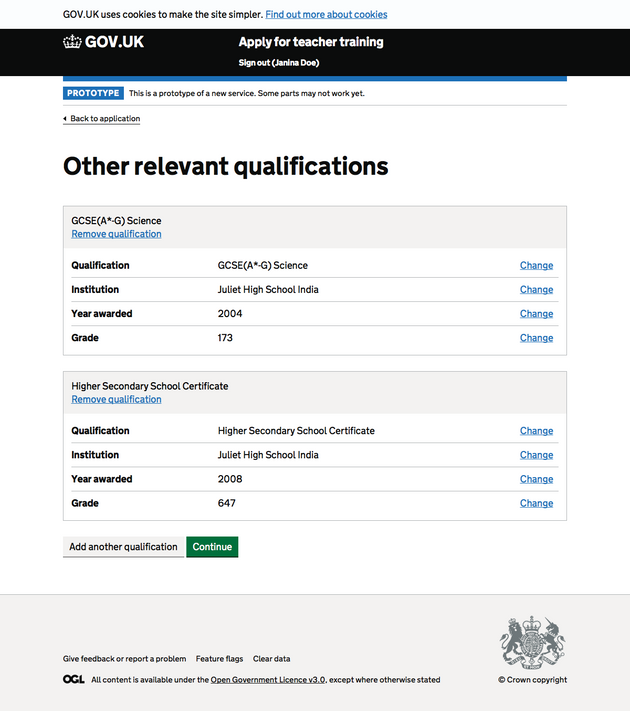 GOV.UK uses cookies to make the site simpler. Find out more about cookies
GOV.UK Apply for teacher training
Sign out (Janina Doe)
PROTOTYPE This is a prototype of a new service. Some parts may not work yet.
Back to application
Other relevant qualifications
GCSE(A*-G) Science
Remove qualification
Qualification GCSE(A*-G) Science Change
Institution Juliet High School India Change
Year awarded 2004 Change
Grade 173 Change
Higher Secondary School Certificate
Remove qualification
Qualification Higher Secondary School Certificate Change
Institution Juliet High School India Change
Year awarded 2008 Change
Grade 647 Change
Add another qualification Continue
Give feedback or report a problem Feature flags Clear data
OGL All content is available under the Open Government Licence v3.0, except where otherwise stated © Crown copyright